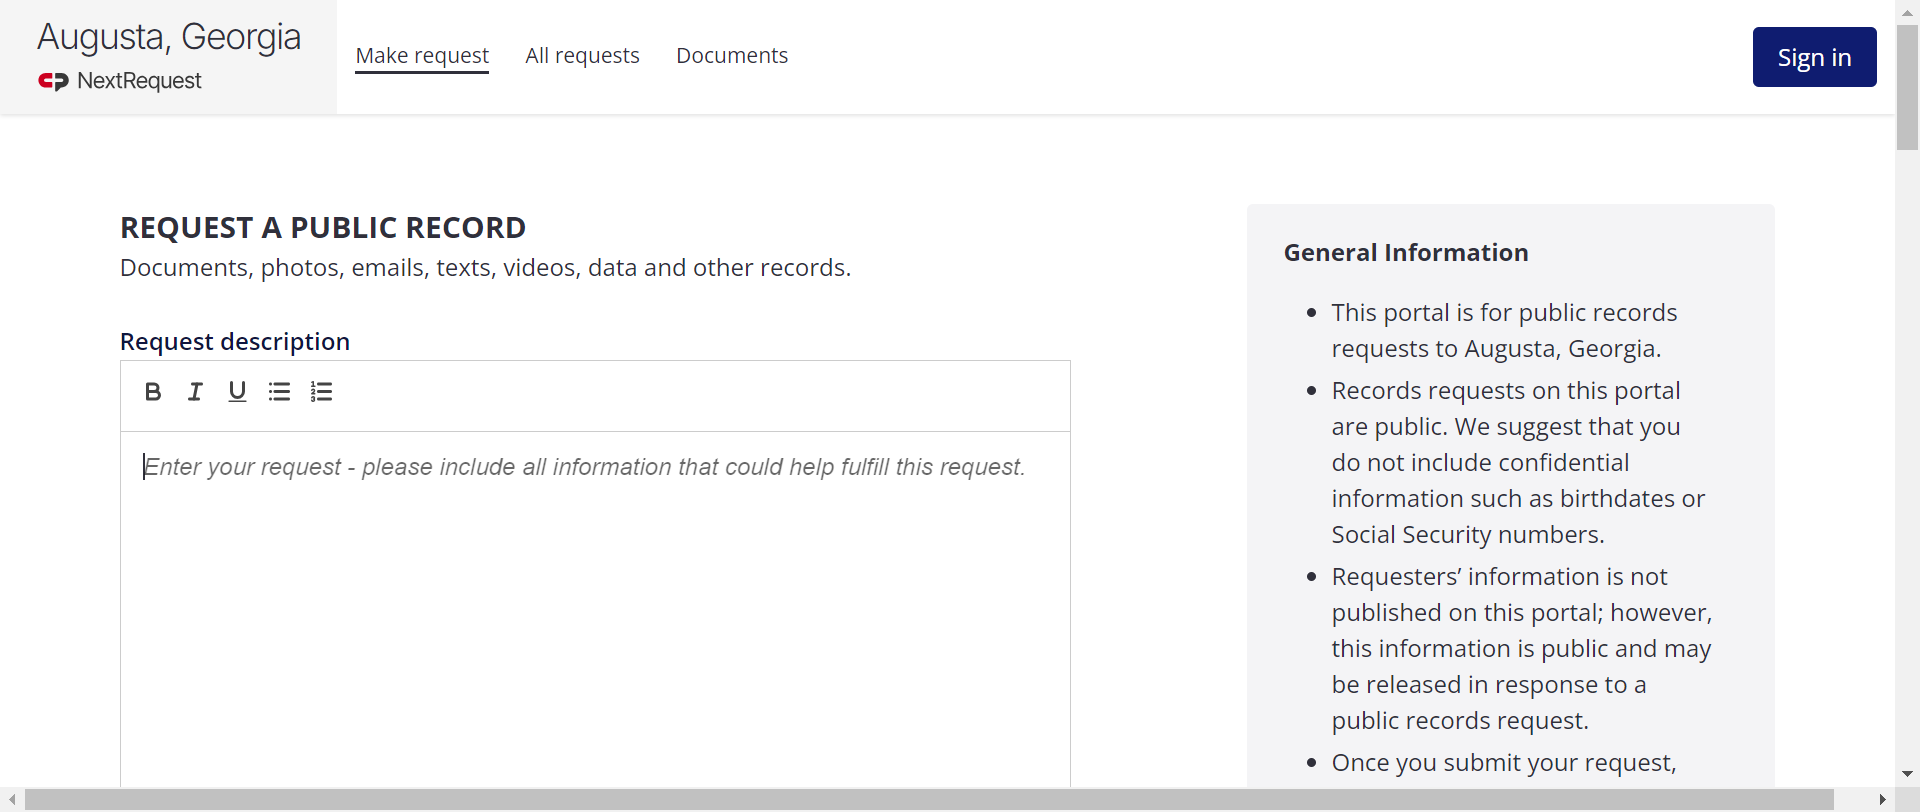 Augusta, Georgia
NextRequest
Make request
All requests
Documents
Sign in
REQUEST A PUBLIC RECORD
Documents, photos, emails, texts, videos, data and other records.
Request description
B I U
Enter your request - please include all information that could help fulfill this request.
General Information
• This portal is for public records
requests to Augusta, Georgia.
• Records requests on this portal
are public. We suggest that you
do not include confidential
information such as birthdates or
Social Security numbers.
• Requesters’ information is not
published on this portal; however,
this information is public and may
be released in response to a
public records request.
• Once you submit your request,